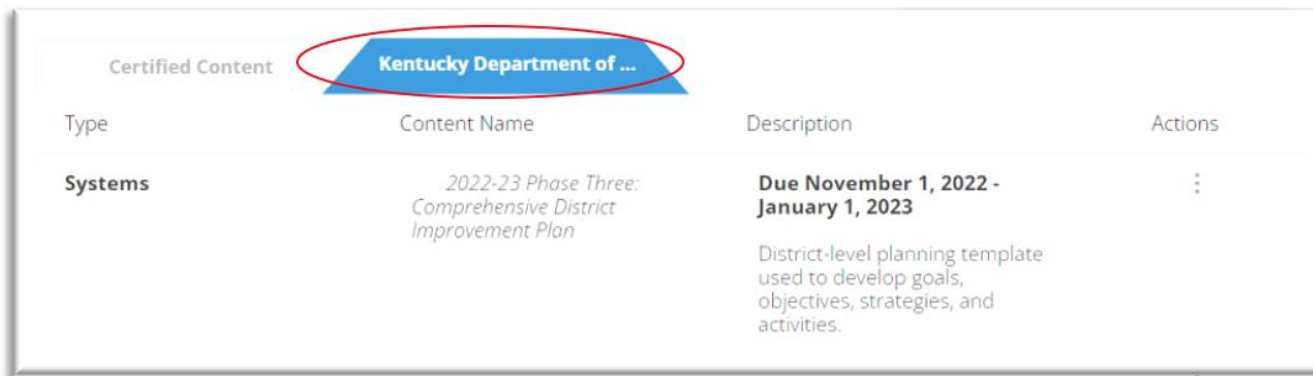 Certified Content
Kentucky Department of ...
Type
Content Name
Description
Actions
Systems
2022-23 Phase Three:
Comprehensive District
Improvement Plan
Due November 1, 2022 -
January 1, 2023
District-level planning template
used to develop goals,
objectives, strategies, and
activities.